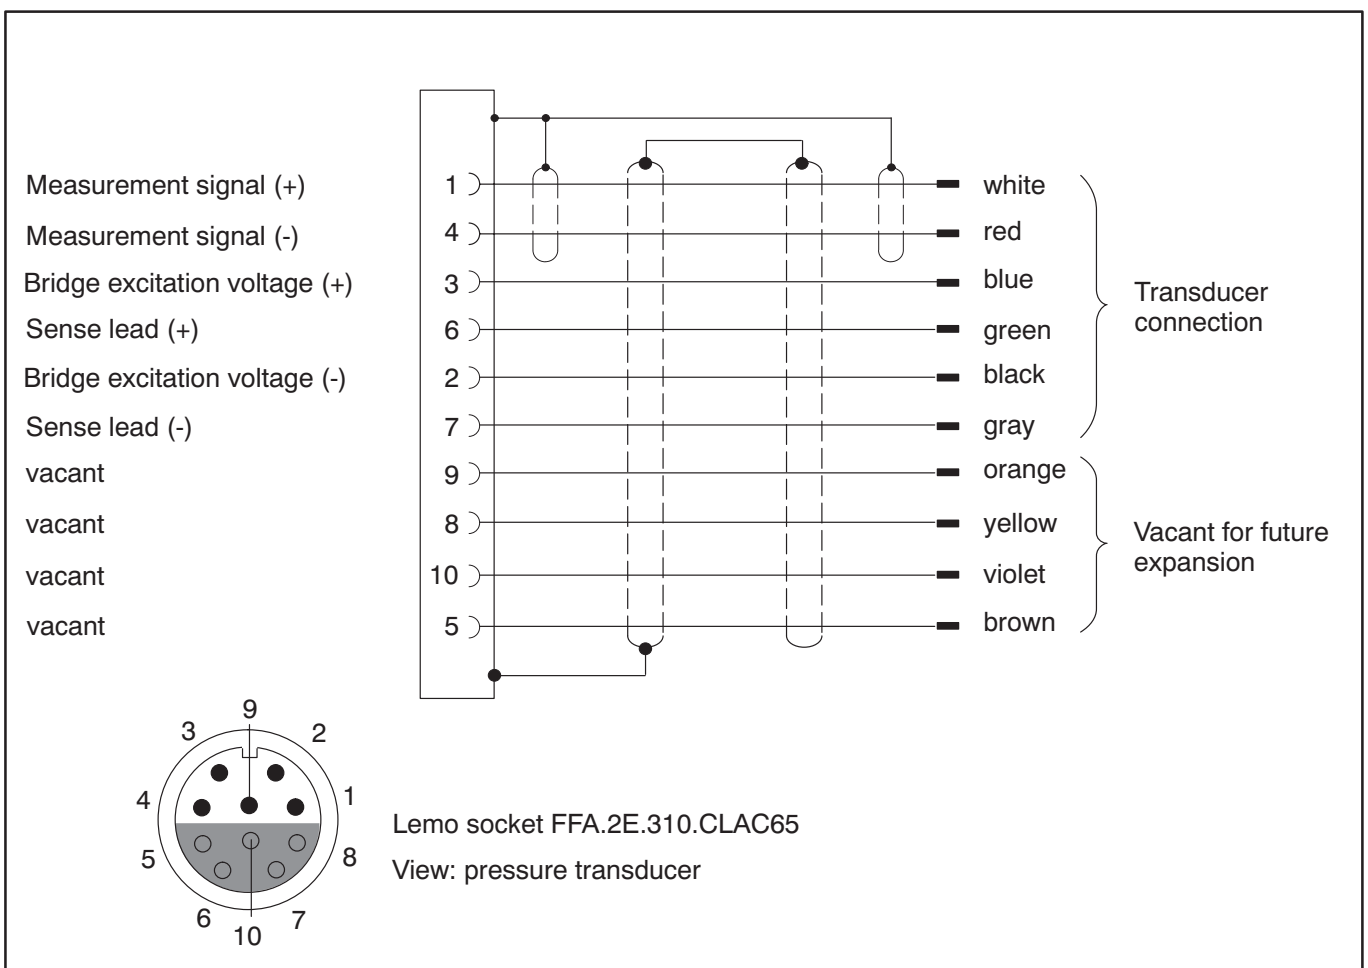 Measurement signal (+) 1 white
Measurement signal (-) 4 red
Bridge excitation voltage (+) 3 blue
Sense lead (+) 6 green
Bridge excitation voltage (-) 2 black
Sense lead (-) 7 gray
Transducer
connection
vacant 9 orange
vacant 8 yellow
vacant 10 violet
vacant 5 brown
Vacant for future
expansion
9
3 2
4 1
5 8
6 7
10
Lemo socket FFA.2E.310.CLAC65
View: pressure transducer